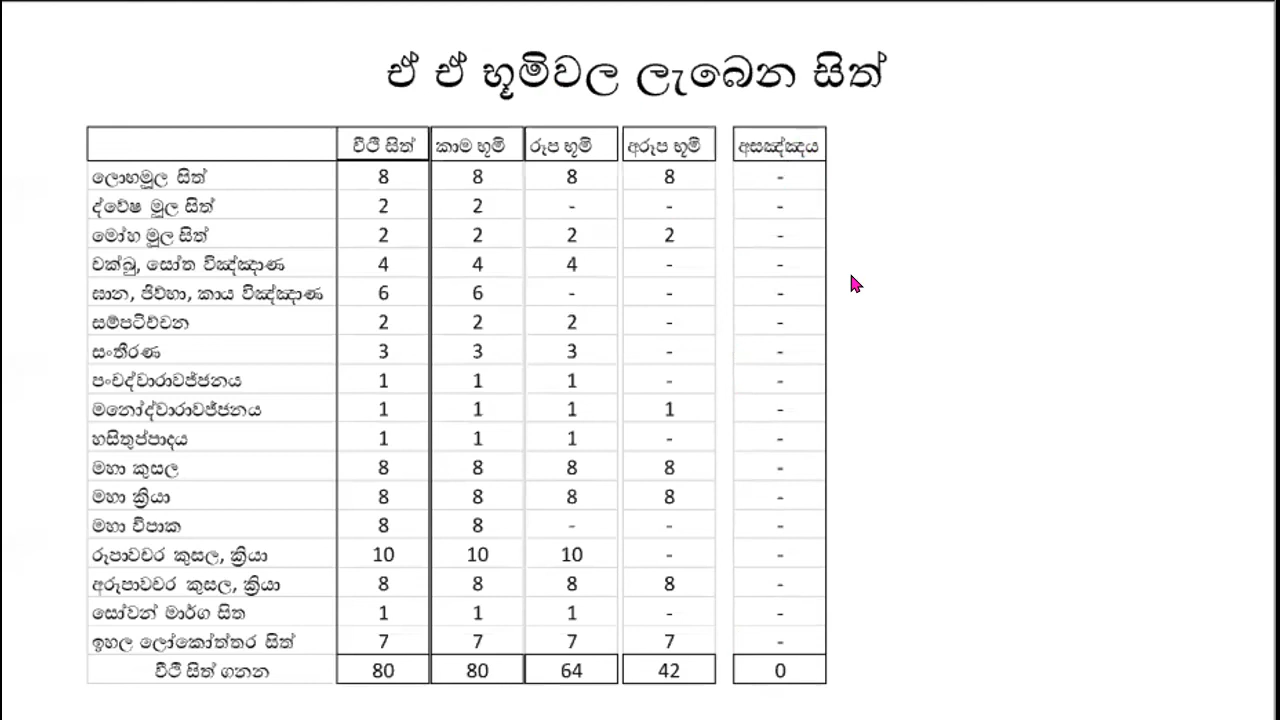 ඒ ඒ භූමිවල ලැබෙන සිත්
වීථි සිත් කාම භූමි රූප භූමි අරූප භූමි අසඤ්ඤය
ලොභමූල සිත් 8 8 8 8 -
ද්වේෂ මූල සිත් 2 2 - - -
මෝහ මූල සිත් 2 2 2 2 -
චක්ඛු, සෝත විඤ්ඤාණ 4 4 4 - -
ඝාන, ජිව්හා, කාය විඤ්ඤාණ 6 6 - - -
සම්පටිච්චන 2 2 2 - -
සංතීරණ 3 3 3 - -
පංචද්වාරාවජ්ජනය 1 1 1 - -
මනෝද්වාරාවජ්ජනය 1 1 1 1 -
හසිතුප්පාදය 1 1 1 - -
මහා කුසල 8 8 8 8 -
මහා ක්‍රියා 8 8 8 8 -
මහා විපාක 8 8 - - -
රූපාවචර කුසල, ක්‍රියා 10 10 10 - -
අරූපාවචර කුසල, ක්‍රියා 8 8 8 8 -
සෝවන් මාර්ග සිත 1 1 1 - -
ඉහල ලෝකෝත්තර සිත් 7 7 7 7 -
වීථි සිත් ගනන 80 80 64 42 0